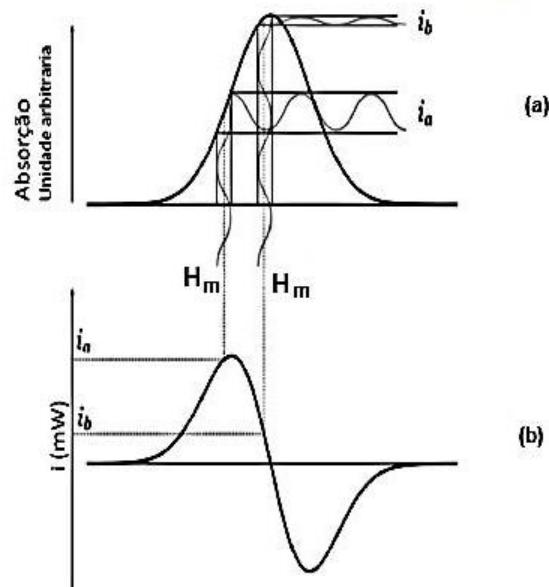 Absorção
Unidade arbitraria
i_b
i_a
(a)
H_m
H_m
i_a
i_b
i (mW)
(b)